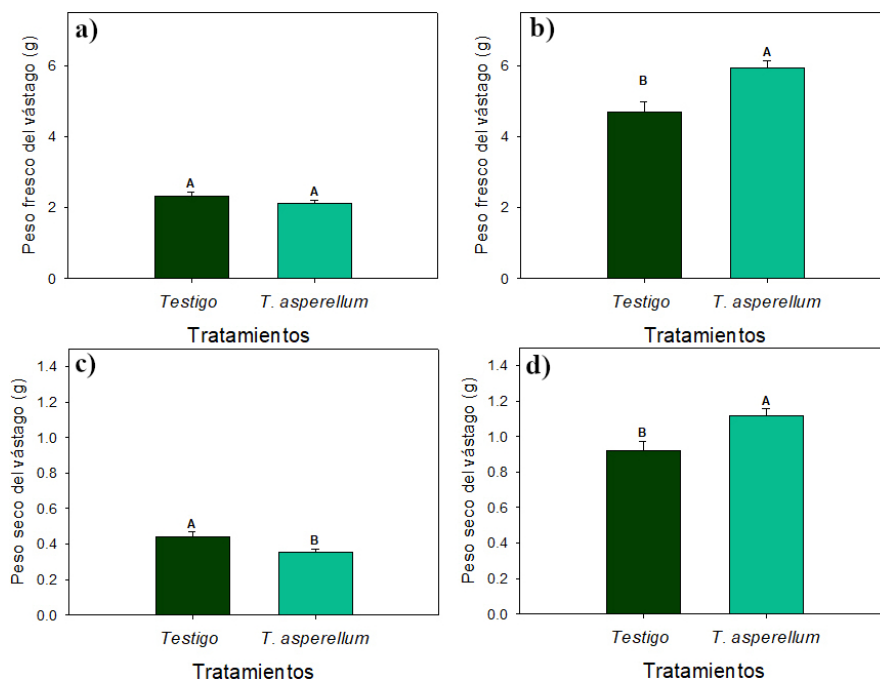 a)
Peso fresco del vástago (g)
6
4
2
0
A
A
Testigo
T. asperellum
Tratamientos
b)
Peso fresco del vástago (g)
6
4
2
0
B
A
Testigo
T. asperellum
Tratamientos
c)
Peso seco del vástago (g)
1.4
1.2
1.0
0.8
0.6
0.4
0.2
0.0
A
B
Testigo
T. asperellum
Tratamientos
d)
Peso seco del vástago (g)
1.4
1.2
1.0
0.8
0.6
0.4
0.2
0.0
B
A
Testigo
T. asperellum
Tratamientos